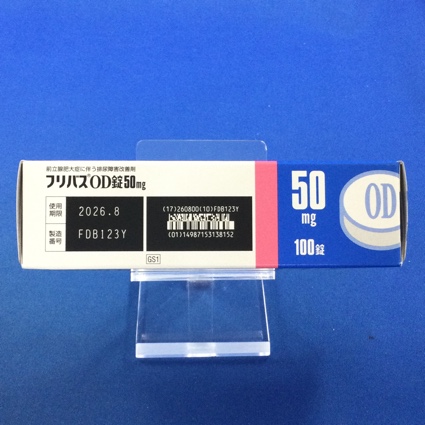 前立腺肥大症に伴う排尿障害改善剤
フリバスOD錠50mg
使用
期限
2026.8
製造
番号
FDB123Y
(17)260800(10)FDB123Y
(01)14987153138152
GS1
50
mg
100錠
OD